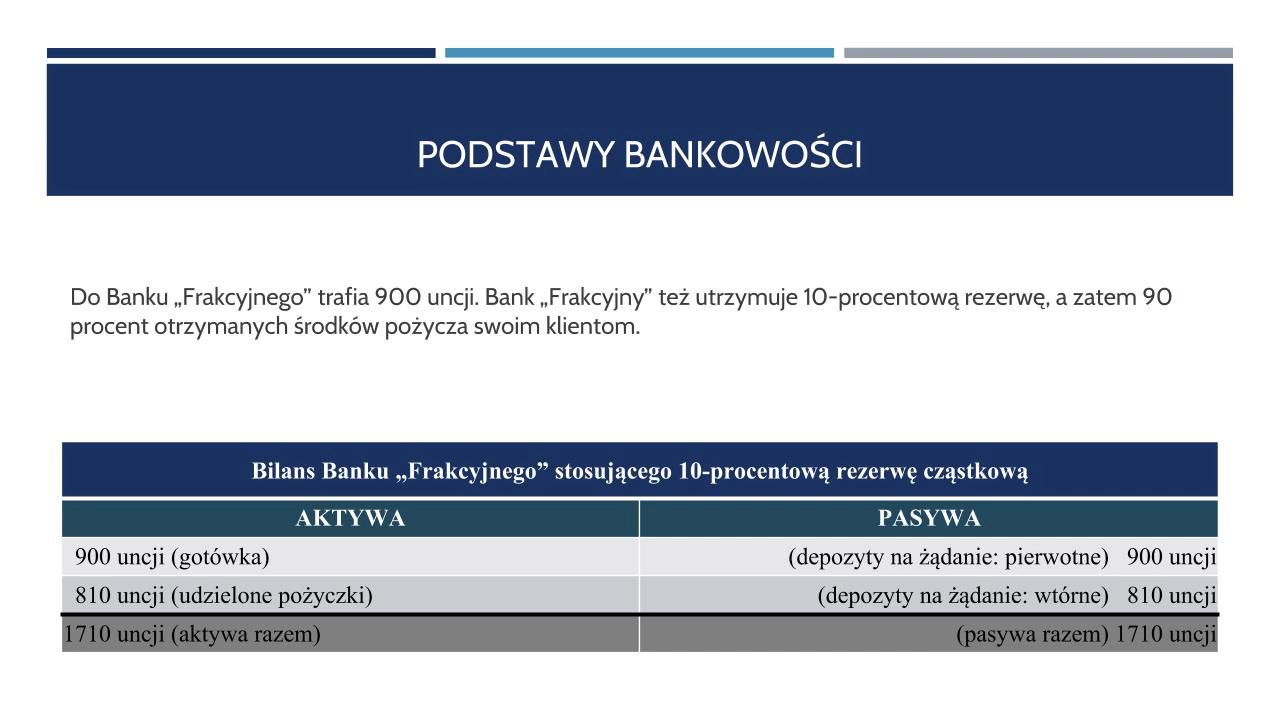 PODSTAWY BANKOWOŚCI
Do Banku „Frakcyjnego” trafia 900 uncji. Bank „Frakcyjny” też utrzymuje 10-procentową rezerwę, a zatem 90
procent otrzymanych środków pożycza swoim klientom.
Bilans Banku „Frakcyjnego” stosującego 10-procentową rezerwę cząstkową
AKTYWA PASYWA
900 uncji (gotówka) (depozyty na żądanie: pierwotne) 900 uncji
810 uncji (udzielone pożyczki) (depozyty na żądanie: wtórne) 810 uncji
1710 uncji (aktywa razem) (pasywa razem) 1710 uncji